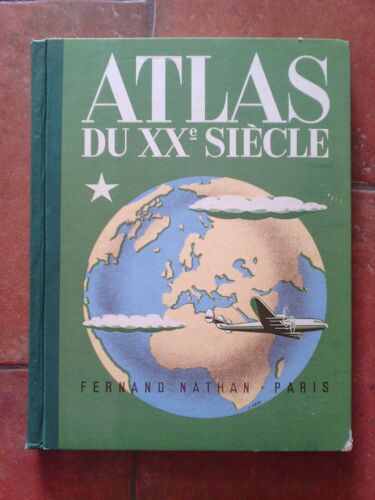 ATLAS
DU XXe SIÈCLE
FERNAND·NATHAN·PARIS